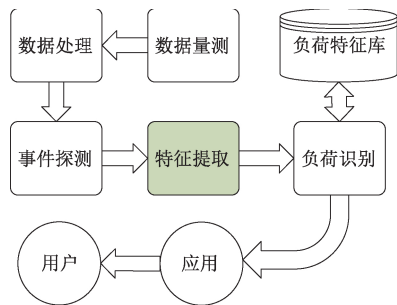 数据处理
数据量测
负荷特征库
事件探测
特征提取
负荷识别
用户
应用